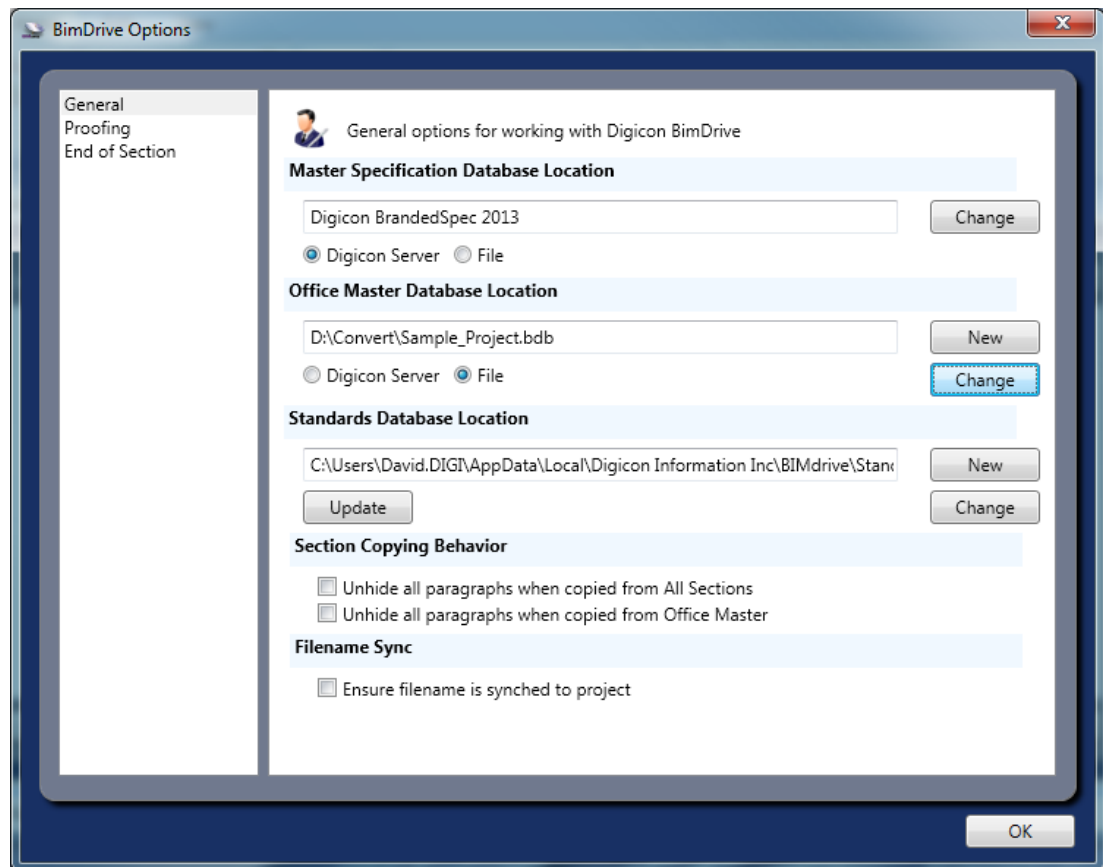 BimDrive Options
General
Proofing
End of Section
General options for working with Digicon BimDrive
Master Specification Database Location
Digicon BrandedSpec 2013
Change
Digicon Server File
Office Master Database Location
D:\Convert\Sample_Project.bdb
New
Digicon Server File
Change
Standards Database Location
C:\Users\David.DIGI\AppData\Local\Digicon Information Inc\BIMdrive\Stan
New
Update
Change
Section Copying Behavior
Unhide all paragraphs when copied from All Sections
Unhide all paragraphs when copied from Office Master
Filename Sync
Ensure filename is synched to project
OK